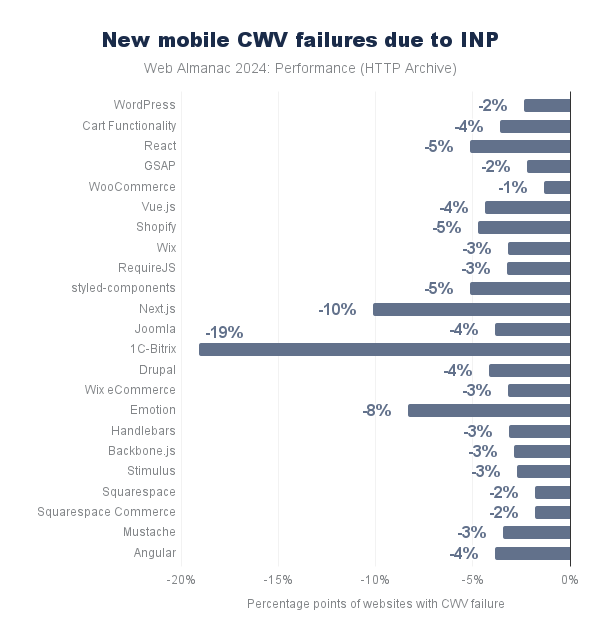 New mobile CWV failures due to INP
Web Almanac 2024: Performance (HTTP Archive)
WordPress -2%
Cart Functionality -4%
React -5%
GSAP -2%
WooCommerce -1%
Vue.js -4%
Shopify -5%
Wix -3%
RequireJS -3%
styled-components -5%
Next.js -10%
Joomla -4%
1C-Bitrix -19%
Drupal -4%
Wix eCommerce -3%
Emotion -8%
Handlebars -3%
Backbone.js -3%
Stimulus -3%
Squarespace -2%
Squarespace Commerce -2%
Mustache -3%
Angular -4%
-20% -15% -10% -5% 0%
Percentage points of websites with CWV failure